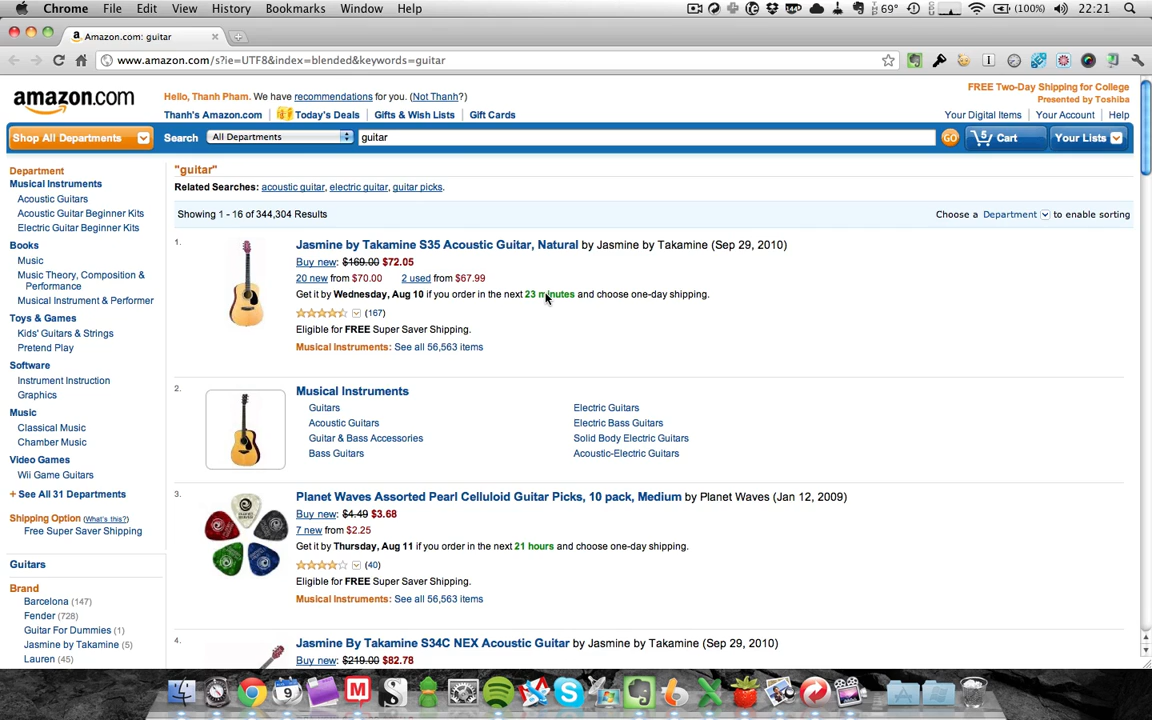 Chrome File Edit View History Bookmarks Window Help 69° (100%) 22:21
Amazon.com: guitar
www.amazon.com/s?ie=UTF8&index=blended&keywords=guitar
amazon.com
Hello, Thanh Pham. We have recommendations for you. (Not Thanh?)
FREE Two-Day Shipping for College
Presented by Toshiba
Thanh's Amazon.com Today's Deals Gifts & Wish Lists Gift Cards Your Digital Items Your Account Help
Shop All Departments Search All Departments guitar GO 5 Cart Your Lists
Department
Musical Instruments
Acoustic Guitars
Acoustic Guitar Beginner Kits
Electric Guitar Beginner Kits
Books
Music
Music Theory, Composition &
Performance
Musical Instrument & Performer
Toys & Games
Kids' Guitars & Strings
Pretend Play
Software
Instrument Instruction
Graphics
Music
Classical Music
Chamber Music
Video Games
Wii Game Guitars
+ See All 31 Departments
Shipping Option (What's this?)
Free Super Saver Shipping
Guitars
Brand
Barcelona (147)
Fender (728)
Guitar For Dummies (1)
Jasmine by Takamine (5)
Lauren (45)
"guitar"
Related Searches: acoustic guitar, electric guitar, guitar picks.
Showing 1 - 16 of 344,304 Results
Choose a Department to enable sorting
1.
Jasmine by Takamine S35 Acoustic Guitar, Natural by Jasmine by Takamine (Sep 29, 2010)
Buy new: $169.00 $72.05
20 new from $70.00 2 used from $67.99
Get it by Wednesday, Aug 10 if you order in the next 23 minutes and choose one-day shipping.
(167)
Eligible for FREE Super Saver Shipping.
Musical Instruments: See all 56,563 items
2.
Musical Instruments
Guitars Electric Guitars
Acoustic Guitars Electric Bass Guitars
Guitar & Bass Accessories Solid Body Electric Guitars
Bass Guitars Acoustic-Electric Guitars
3.
Planet Waves Assorted Pearl Celluloid Guitar Picks, 10 pack, Medium by Planet Waves (Jan 12, 2009)
Buy new: $4.49 $3.68
7 new from $2.25
Get it by Thursday, Aug 11 if you order in the next 21 hours and choose one-day shipping.
(40)
Eligible for FREE Super Saver Shipping.
Musical Instruments: See all 56,563 items
4.
Jasmine By Takamine S34C NEX Acoustic Guitar by Jasmine by Takamine (Sep 29, 2010)
Buy new: $219.00 $82.78